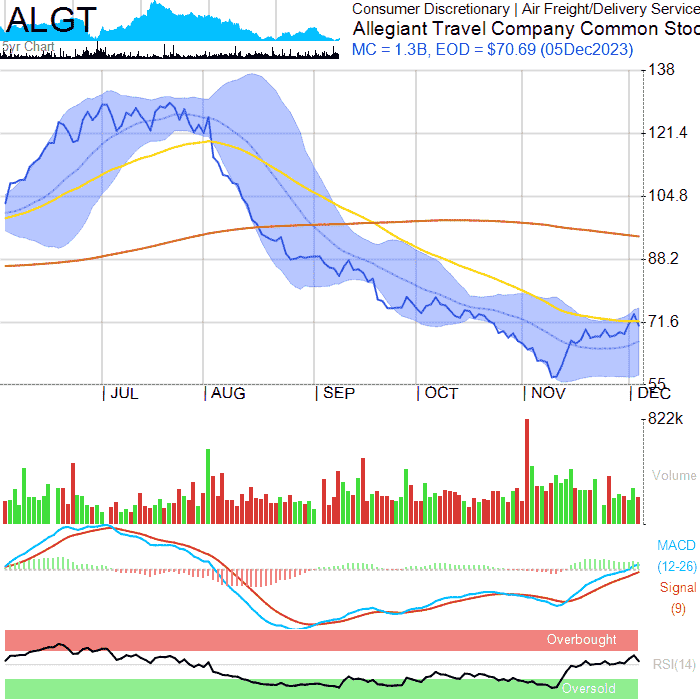 ALGT
5yr Chart
Consumer Discretionary | Air Freight/Delivery Service
Allegiant Travel Company Common Stoc
MC = 1.3B, EOD = $70.69 (05Dec2023)
138
121.4
104.8
88.2
71.6
55
JUL
AUG
SEP
OCT
NOV
DEC
822k
Volume
MACD
(12-26)
Signal
(9)
Overbought
RSI(14)
Oversold